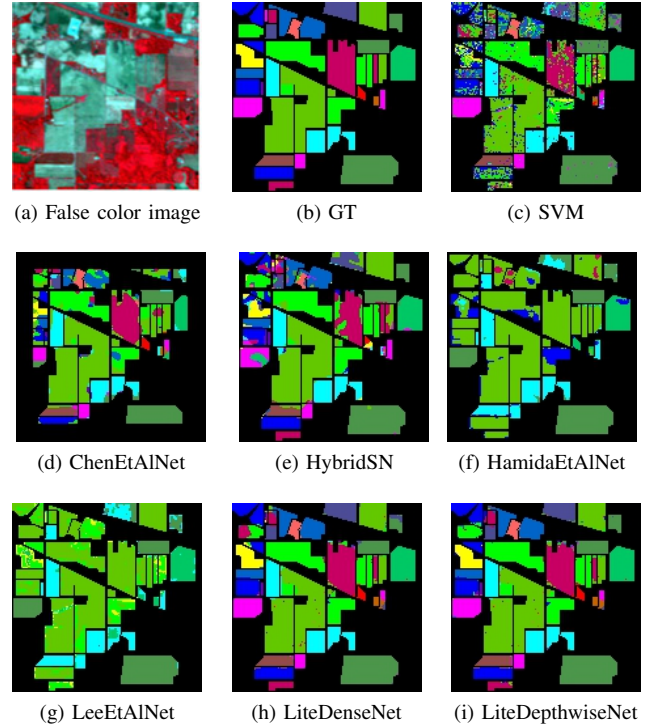 (a) False color image
(b) GT
(c) SVM
(d) ChenEtAlNet
(e) HybridSN
(f) HamidaEtAlNet
(g) LeeEtAlNet
(h) LiteDenseNet
(i) LiteDepthwiseNet